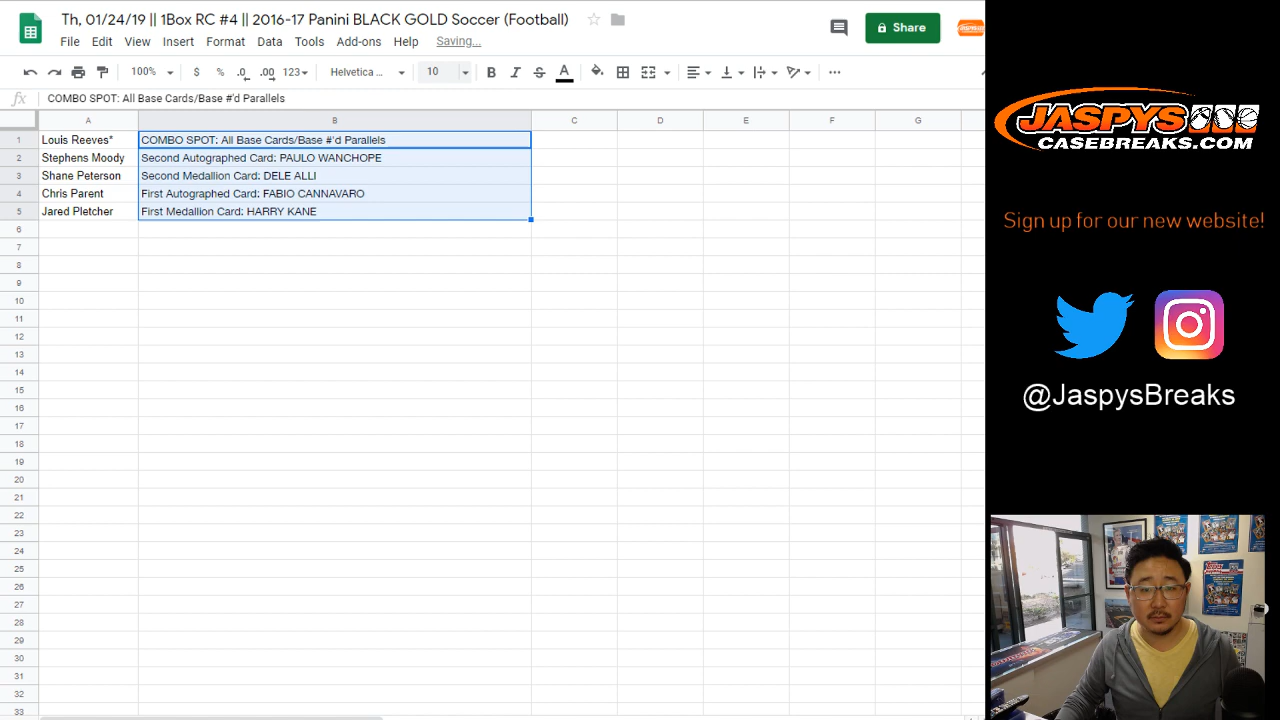 Th, 01/24/19 || 1Box RC #4 || 2016-17 Panini BLACK GOLD Soccer (Football)
File Edit View Insert Format Data Tools Add-ons Help Saving...
Share
100% $ % .0 .00 123 Helvetica ... 10 B I S A
fx COMBO SPOT: All Base Cards/Base #'d Parallels
A B C D E F G
1 Louis Reeves* COMBO SPOT: All Base Cards/Base #'d Parallels
2 Stephens Moody Second Autographed Card: PAULO WANCHOPE
3 Shane Peterson Second Medallion Card: DELE ALLI
4 Chris Parent First Autographed Card: FABIO CANNAVARO
5 Jared Pletcher First Medallion Card: HARRY KANE
6
7
8
9
10
11
12
13
14
15
16
17
18
19
20
21
22
23
24
25
26
27
28
29
30
31
32
33
JASPYS
CASEBREAKS.COM
Sign up for our new website!
@JaspysBreaks